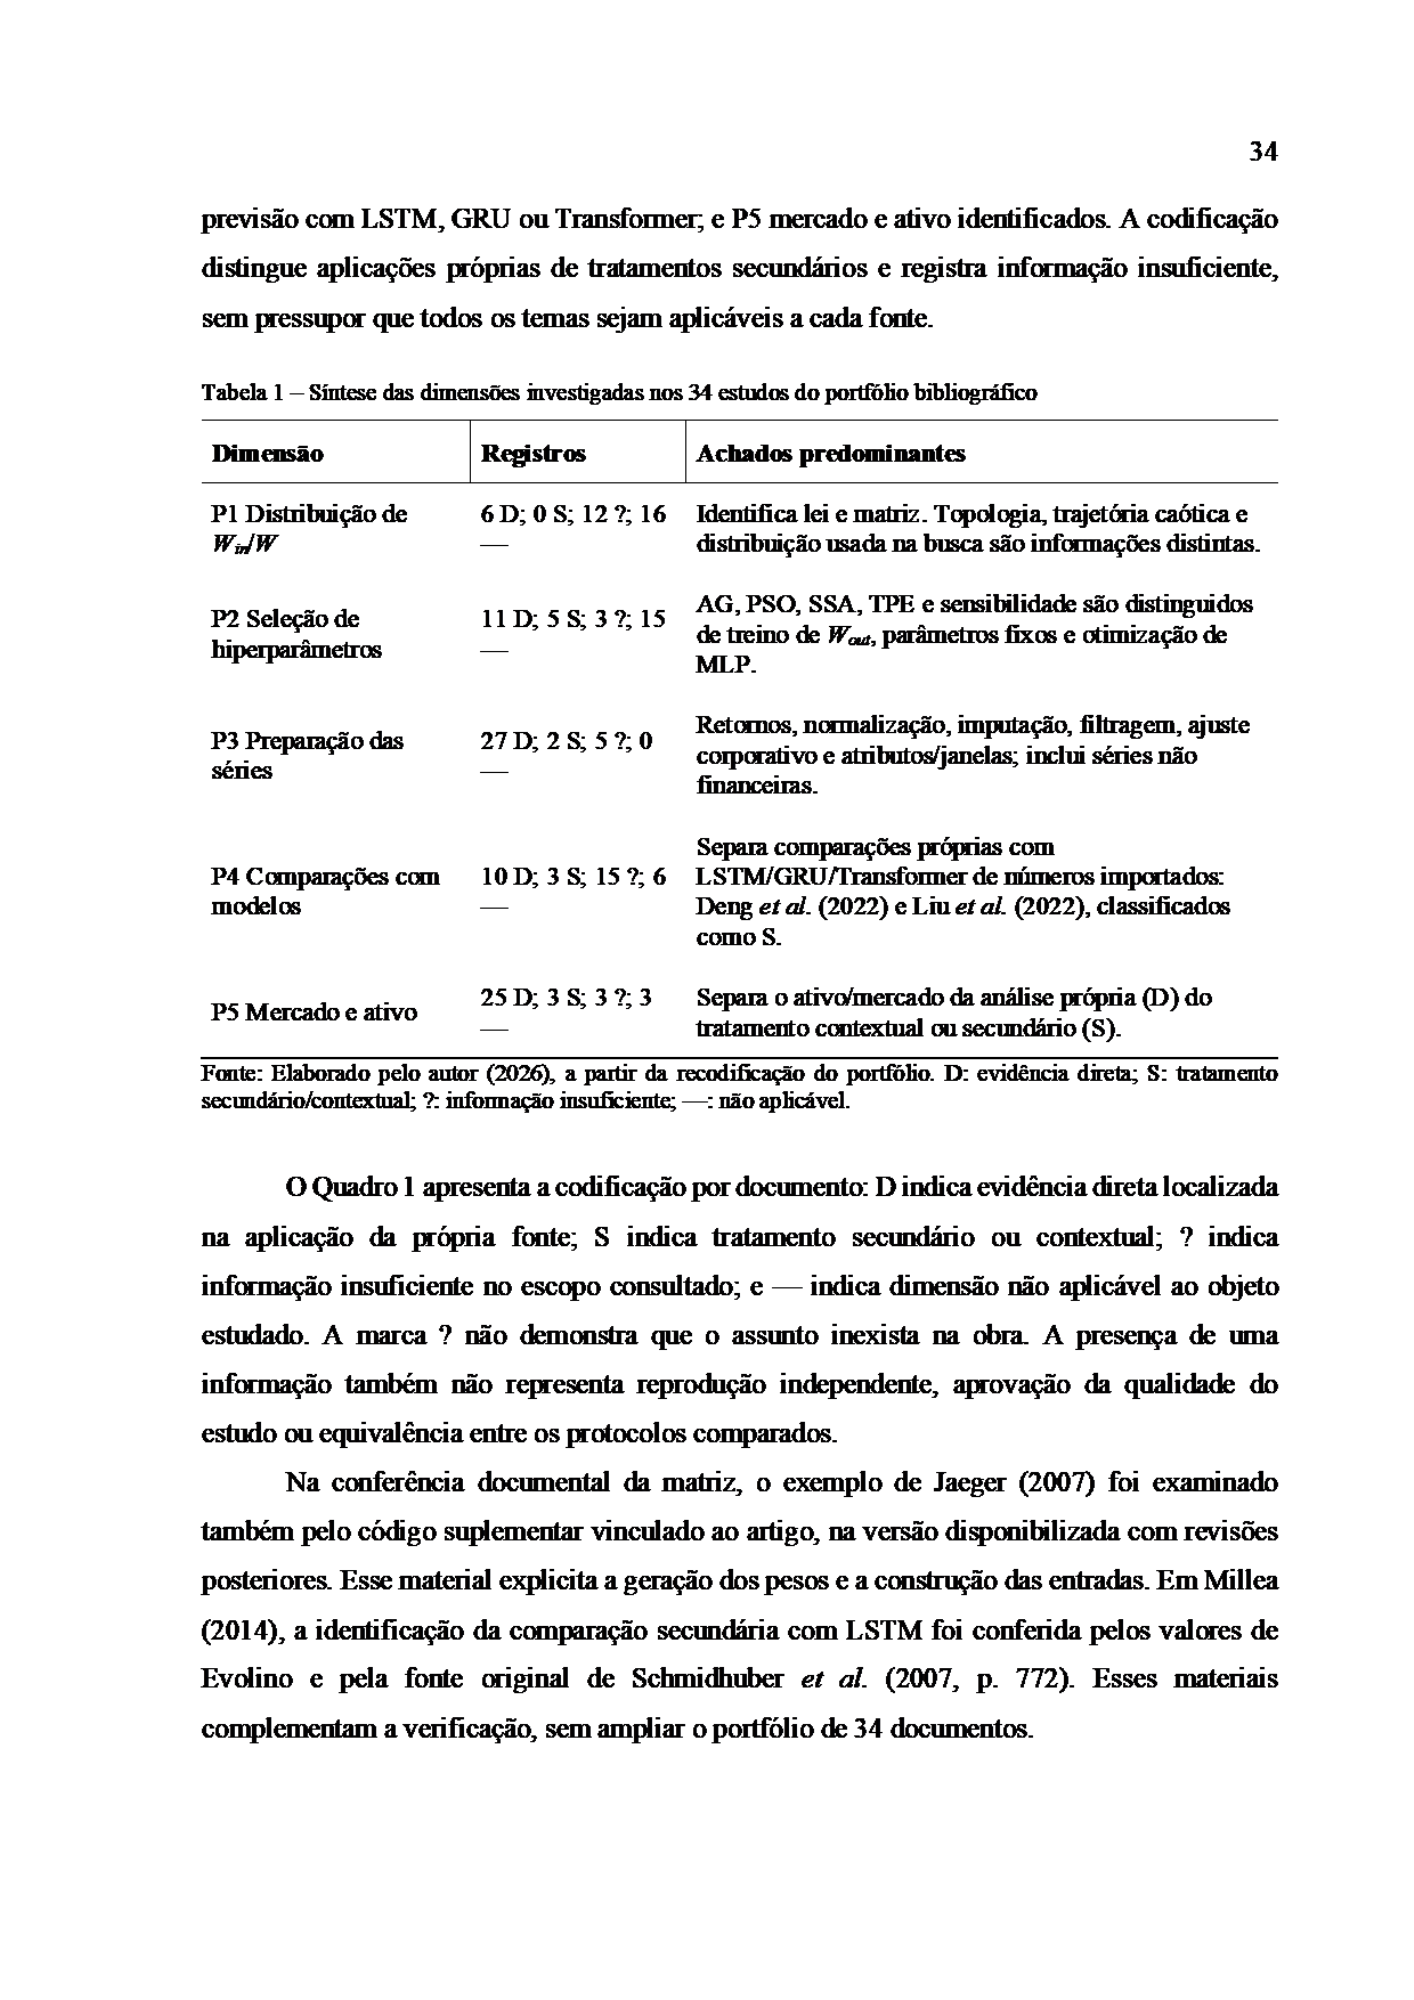 34
previsão com LSTM, GRU ou Transformer; e P5 mercado e ativo identificados. A codificação
distingue aplicações próprias de tratamentos secundários e registra informação insuficiente,
sem pressupor que todos os temas sejam aplicáveis a cada fonte.
Tabela 1 – Síntese das dimensões investigadas nos 34 estudos do portfólio bibliográfico
Dimensão Registros Achados predominantes
P1 Distribuição de 6 D; 0 S; 12 ?; 16 Identifica lei e matriz. Topologia, trajetória caótica e
Win/W — distribuição usada na busca são informações distintas.
P2 Seleção de hiperparâmetros
11 D; 5 S; 3 ?; 15 —
AG, PSO, SSA, TPE e sensibilidade são distinguidos
de treino de Wout, parâmetros fixos e otimização de
MLP.
P3 Preparação das séries
27 D; 2 S; 5 ?; 0 —
Retornos, normalização, imputação, filtragem, ajuste
corporativo e atributos/janelas; inclui séries não
financeiras.
P4 Comparações com modelos
10 D; 3 S; 15 ?; 6 —
Separa comparações próprias com
LSTM/GRU/Transformer de números importados:
Deng et al. (2022) e Liu et al. (2022), classificados
como S.
P5 Mercado e ativo
25 D; 3 S; 3 ?; 3 —
Separa o ativo/mercado da análise própria (D) do
tratamento contextual ou secundário (S).
Fonte: Elaborado pelo autor (2026), a partir da recodificação do portfólio. D: evidência direta; S: tratamento
secundário/contextual; ?: informação insuficiente; —: não aplicável.
O Quadro 1 apresenta a codificação por documento: D indica evidência direta localizada
na aplicação da própria fonte; S indica tratamento secundário ou contextual; ? indica
informação insuficiente no escopo consultado; e — indica dimensão não aplicável ao objeto
estudado. A marca ? não demonstra que o assunto inexista na obra. A presença de uma
informação também não representa reprodução independente, aprovação da qualidade do
estudo ou equivalência entre os protocolos comparados.
Na conferência documental da matriz, o exemplo de Jaeger (2007) foi examinado
também pelo código suplementar vinculado ao artigo, na versão disponibilizada com revisões
posteriores. Esse material explicita a geração dos pesos e a construção das entradas. Em Millea
(2014), a identificação da comparação secundária com LSTM foi conferida pelos valores de
Evolino e pela fonte original de Schmidhuber et al. (2007, p. 772). Esses materiais
complementam a verificação, sem ampliar o portfólio de 34 documentos.